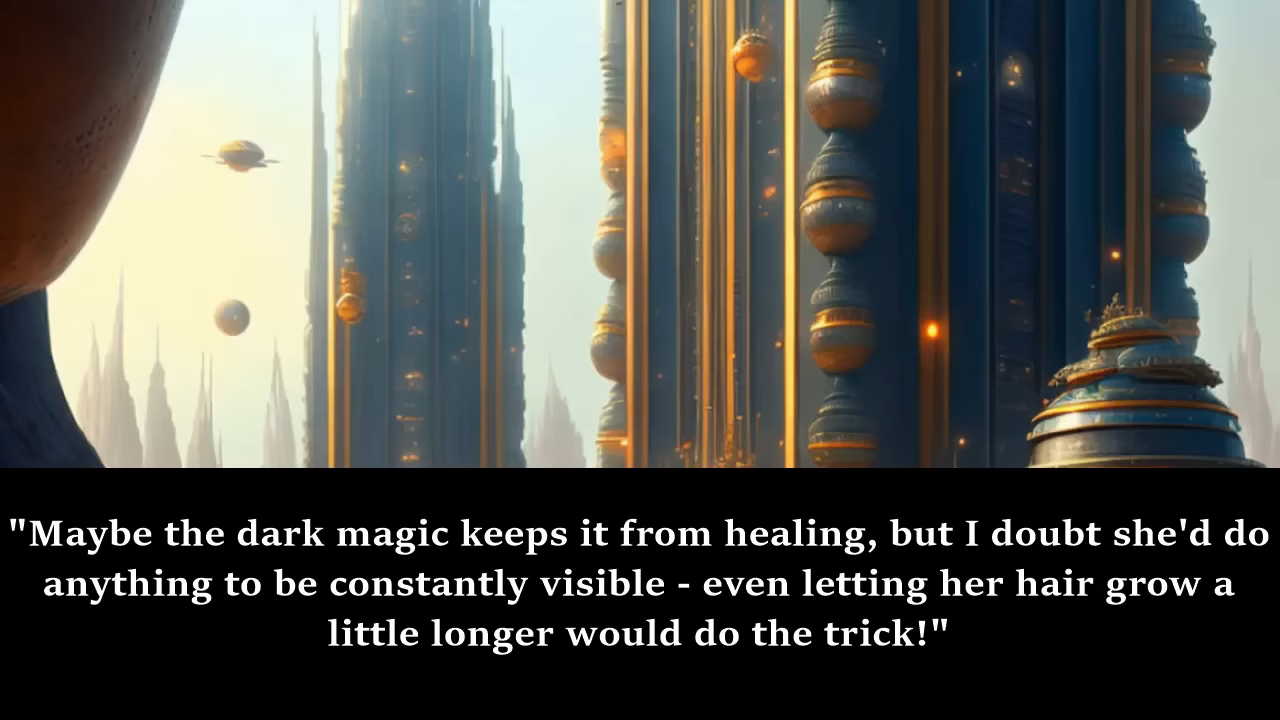 "Maybe the dark magic keeps it from healing, but I doubt she'd do
anything to be constantly visible - even letting her hair grow a
little longer would do the trick!"